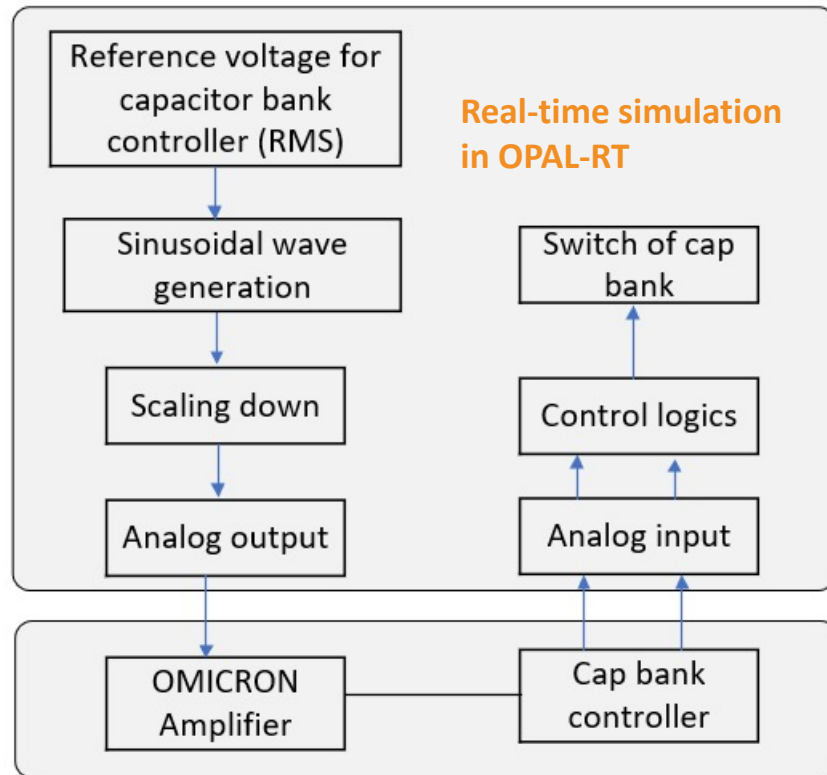 Reference voltage for
capacitor bank
controller (RMS)
Real-time simulation
in OPAL-RT
Sinusoidal wave
generation
Switch of cap
bank
Scaling down
Control logics
Analog output
Analog input
OMICRON
Amplifier
Cap bank
controller